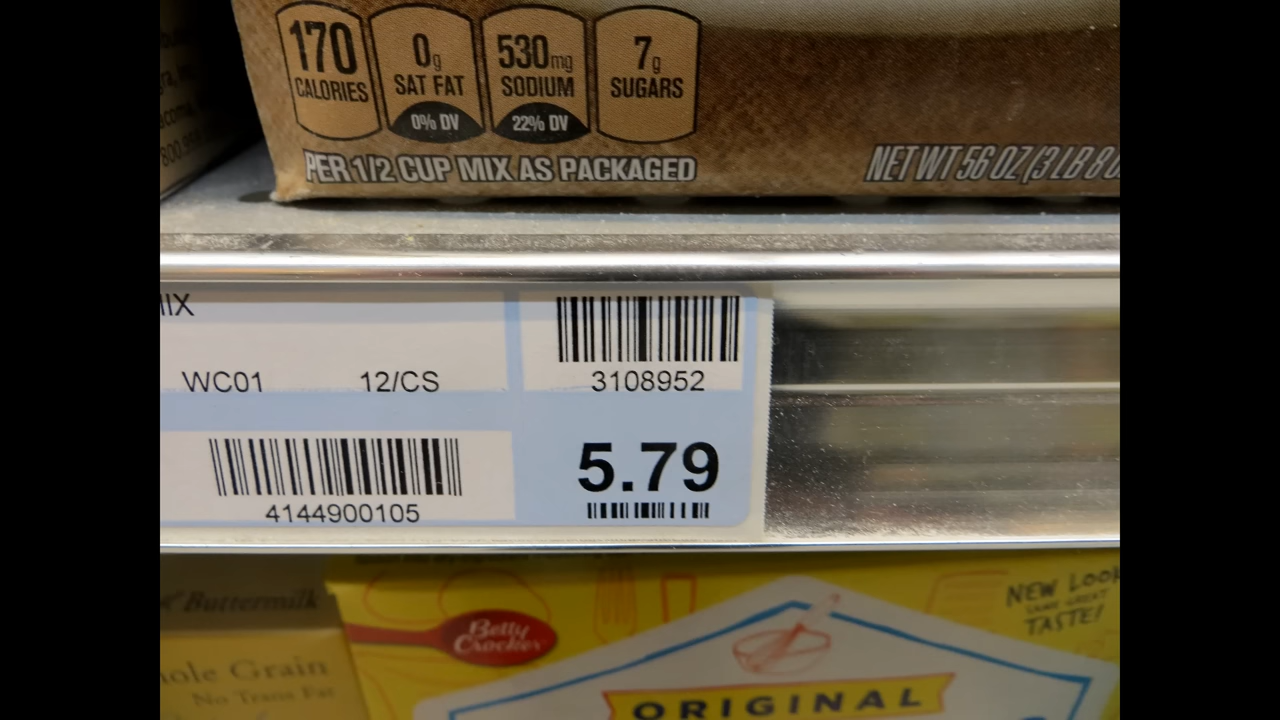 170 CALORIES
0g SAT FAT
0% DV
530mg SODIUM
22% DV
7g SUGARS
PER 1/2 CUP MIX AS PACKAGED
NET WT 56 OZ (3 LB 8
WC01 12/CS
3108952
4144900105
5.79
Buttermilk
Grain
No Trans Fat
Betty Crocker
NEW LOOK
SAME GREAT
TASTE!
ORIGINAL